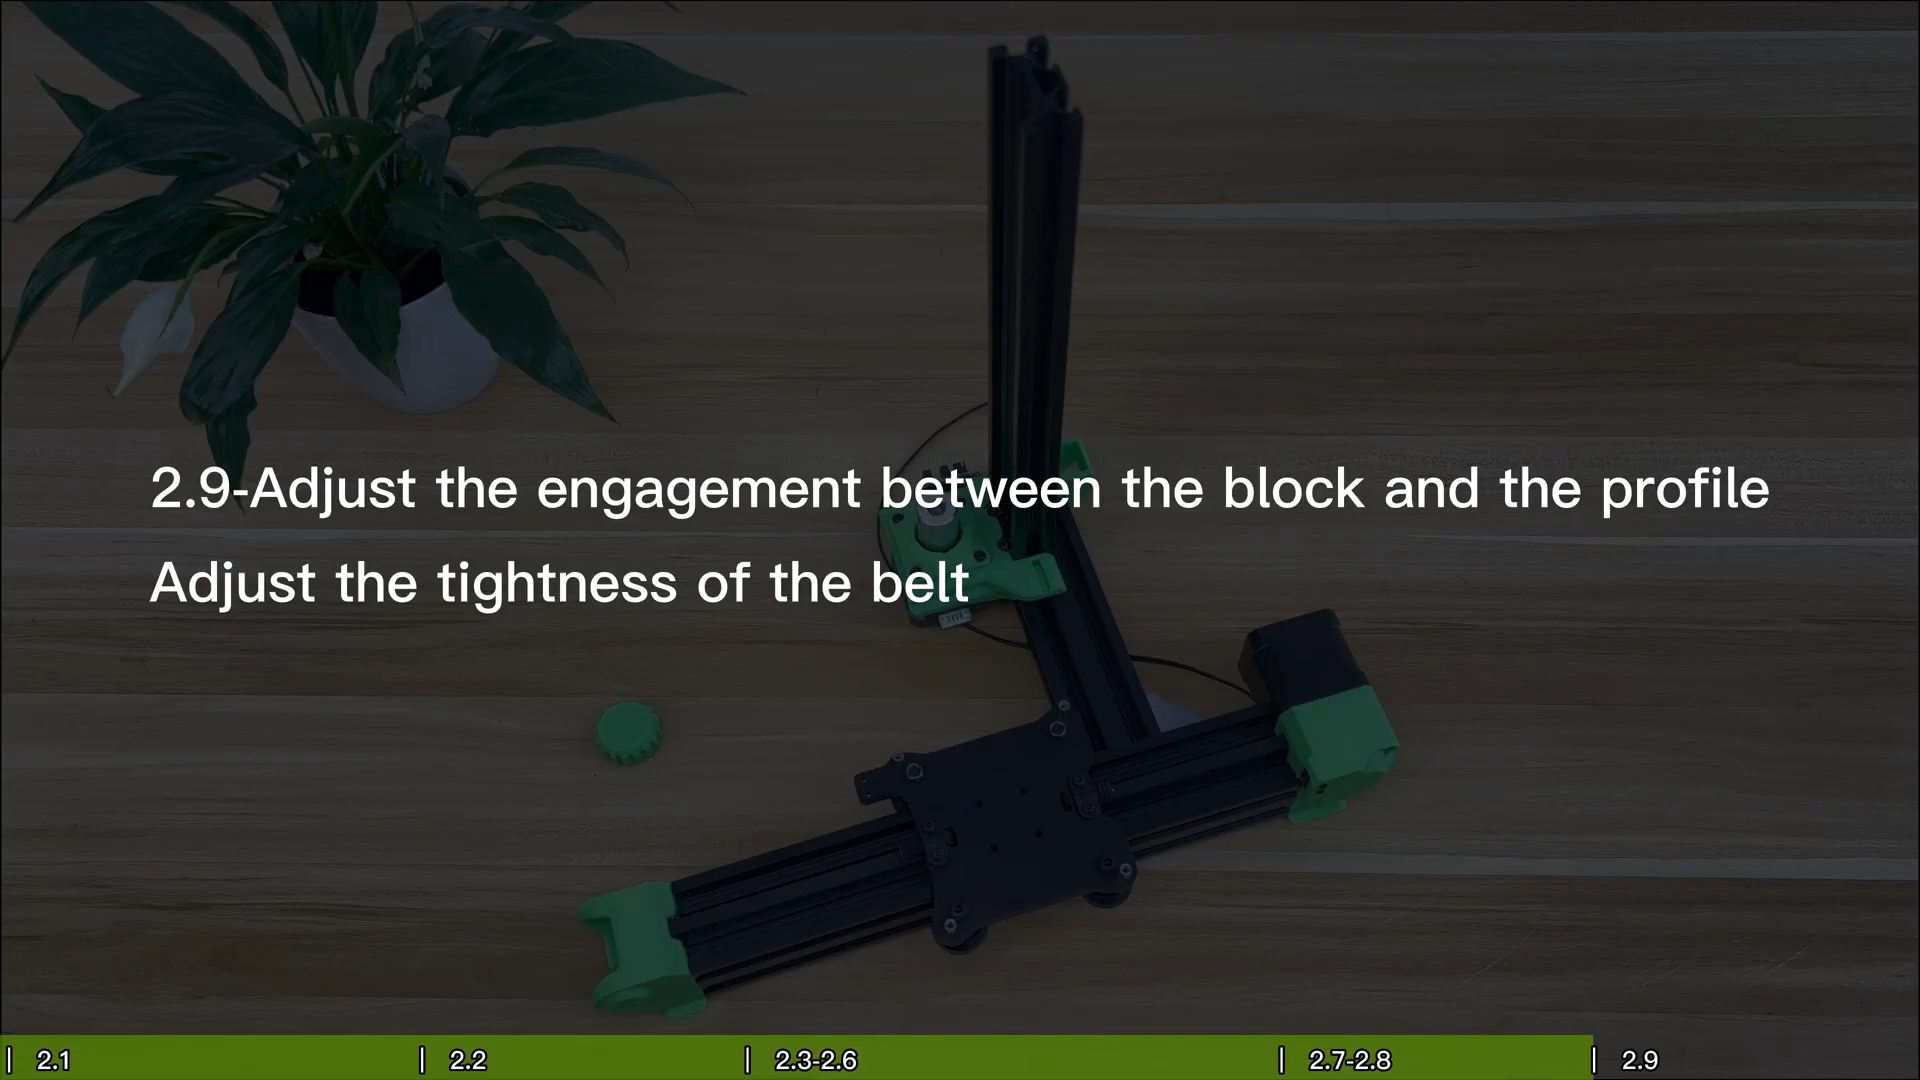 2.9-Adjust the engagement between the block and the profile
Adjust the tightness of the belt
| 2.1 | 2.2 | 2.3-2.6 | 2.7-2.8 | 2.9